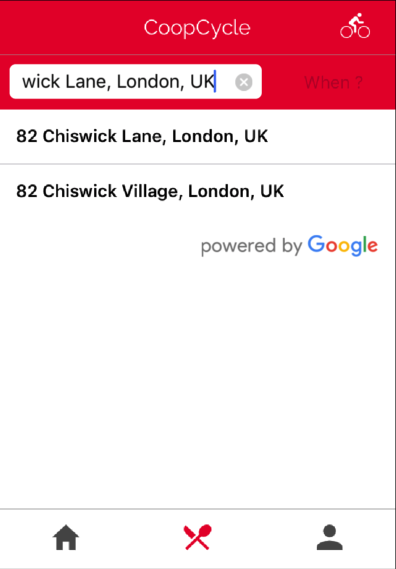 CoopCycle
wick Lane, London, UK
When ?
82 Chiswick Lane, London, UK
82 Chiswick Village, London, UK
powered by Google